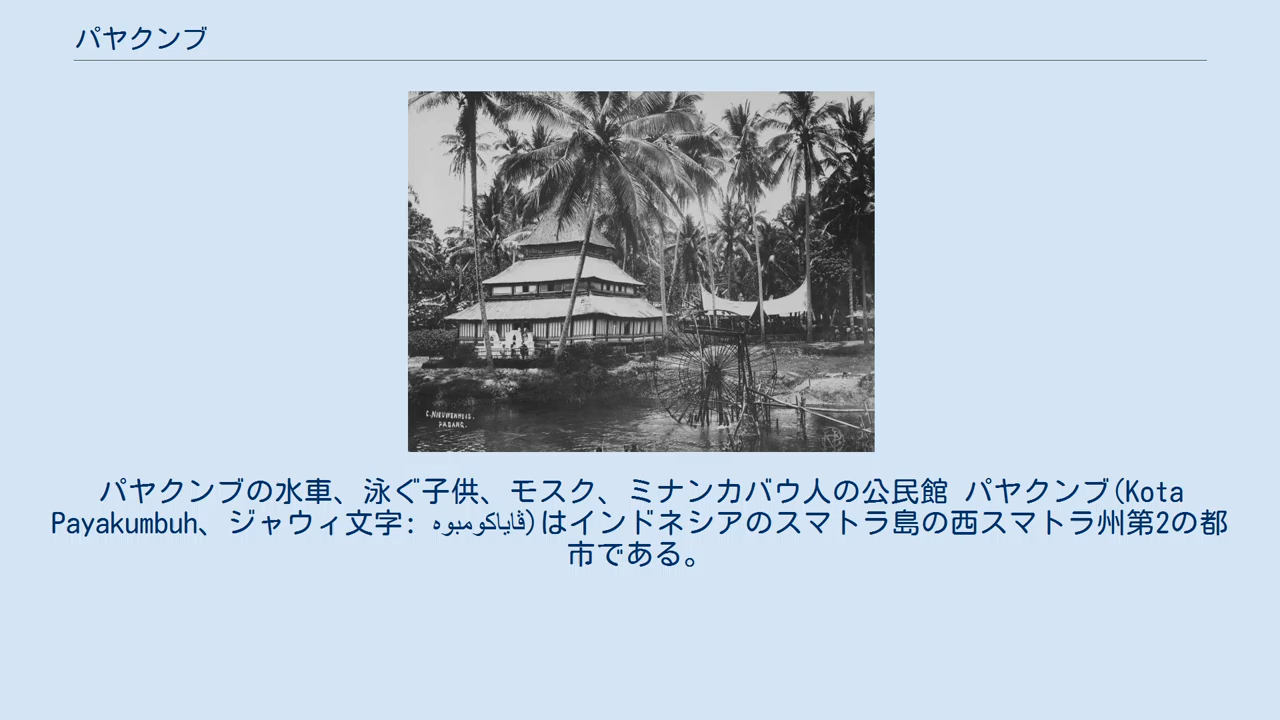 パヤクンブ
C.NIEUWENHUIS.
PADANG.
パヤクンブの水車、泳ぐ子供、モスク、ミナンカバウ人の公民館 パヤクンブ(Kota
Payakumbuh、ジャウィ文字: ڤاياكومبوه)はインドネシアのスマトラ島の西スマトラ州第2の都
市である。